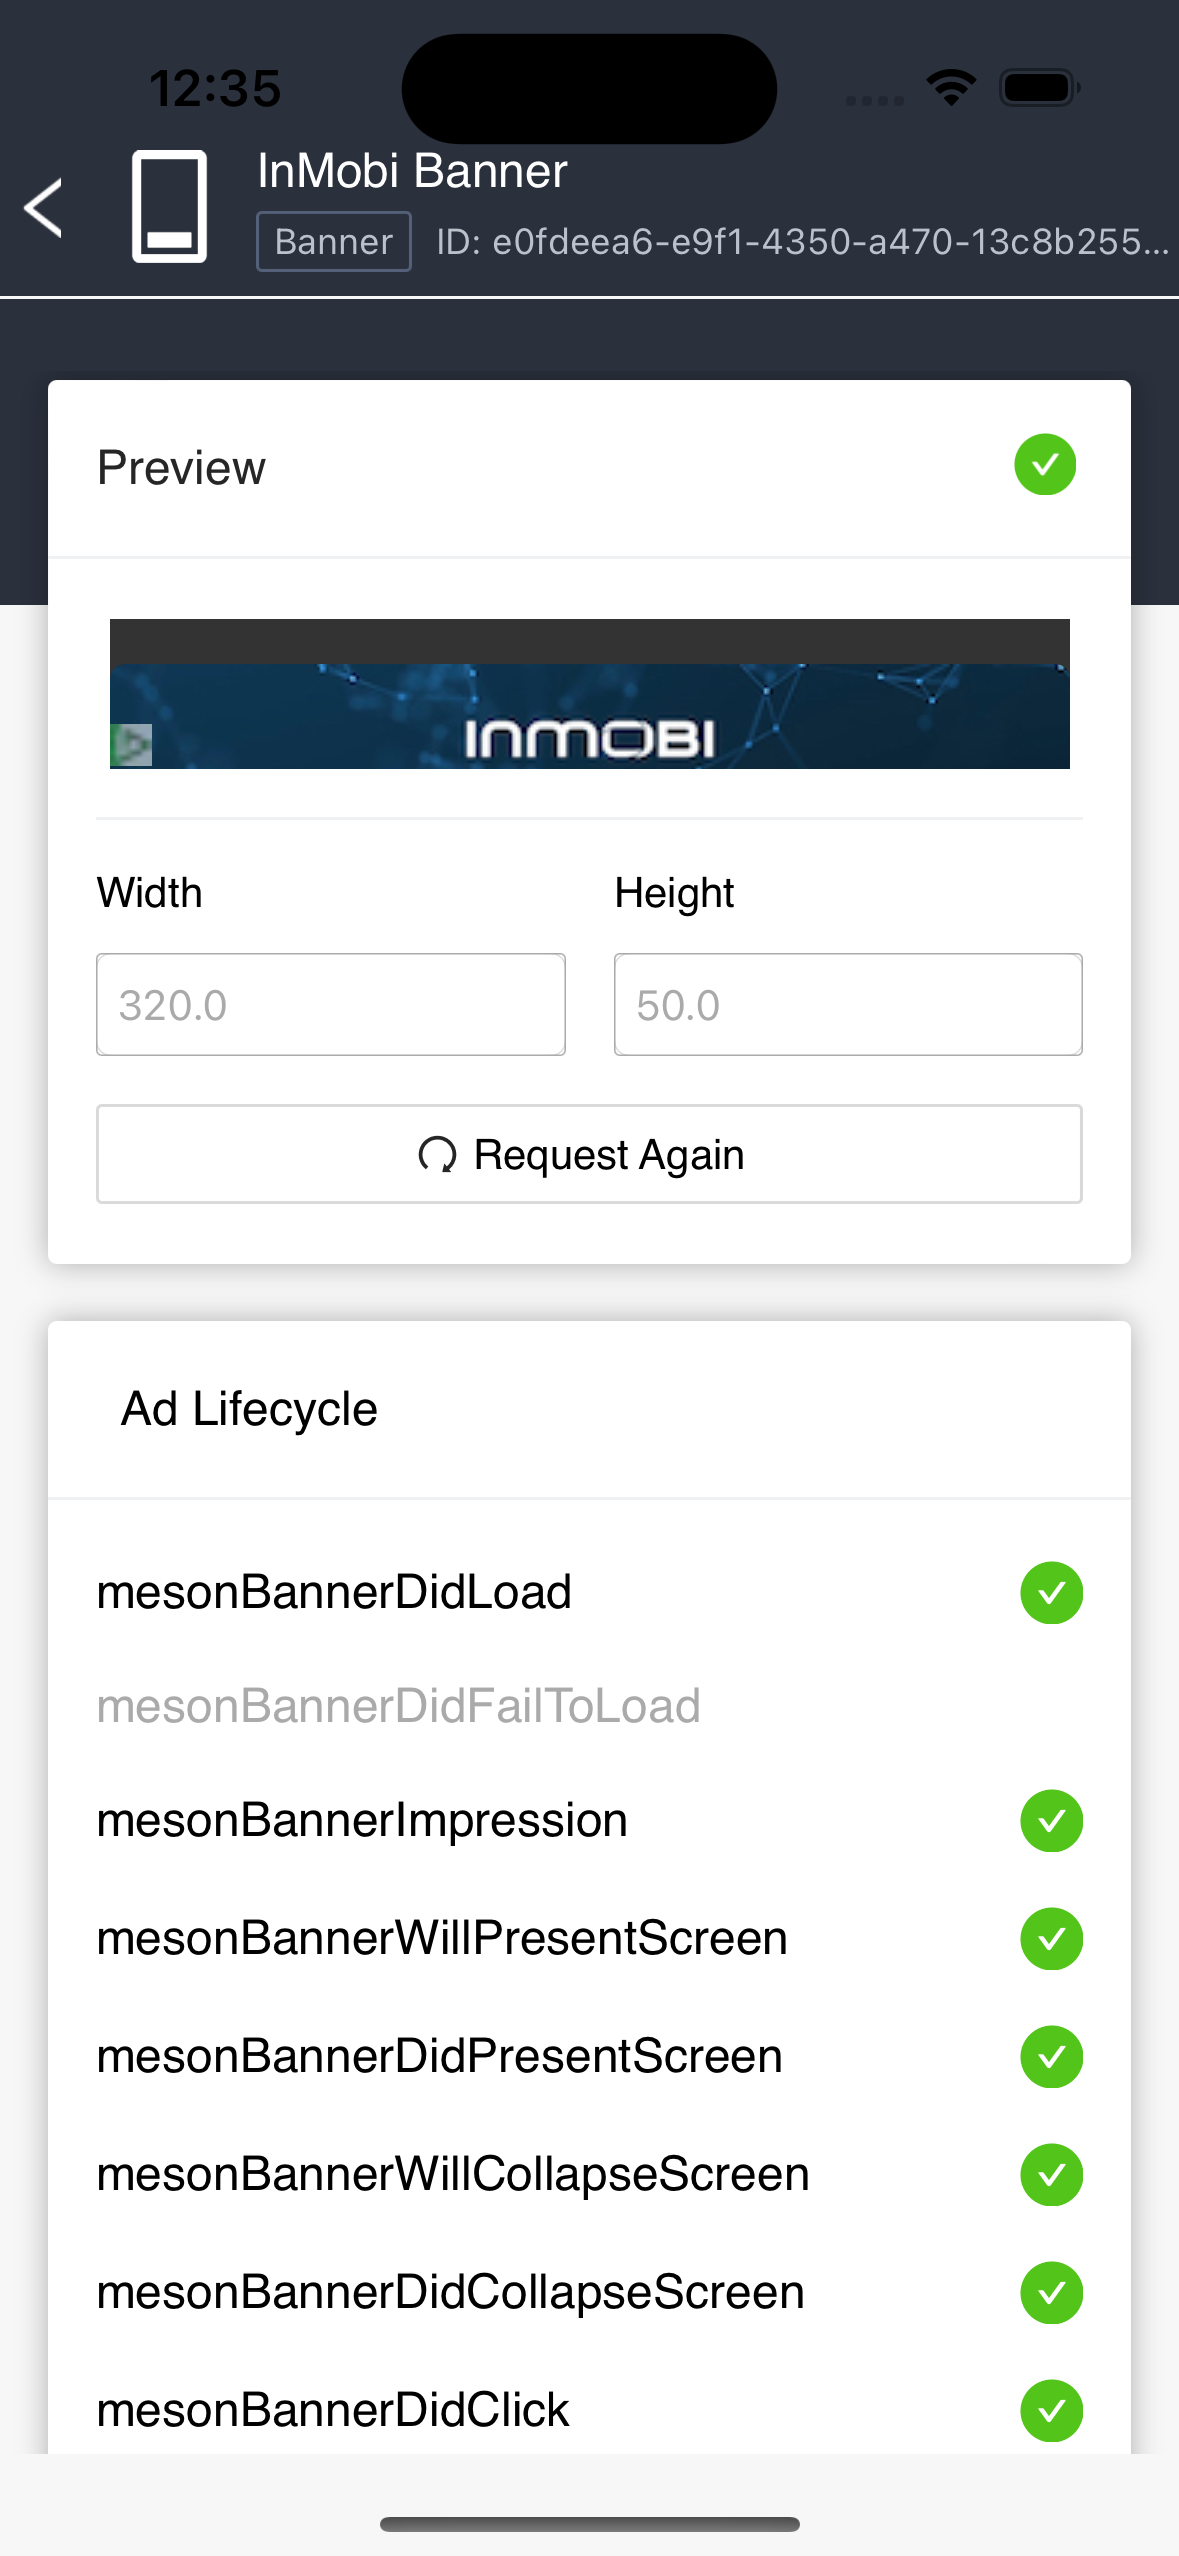 12:35
InMobi Banner
Banner ID: e0fdeea6-e9f1-4350-a470-13c8b255...
Preview
INMOBI
Width Height
320.0 50.0
Request Again
Ad Lifecycle
mesonBannerDidLoad
mesonBannerDidFailToLoad
mesonBannerImpression
mesonBannerWillPresentScreen
mesonBannerDidPresentScreen
mesonBannerWillCollapseScreen
mesonBannerDidCollapseScreen
mesonBannerDidClick